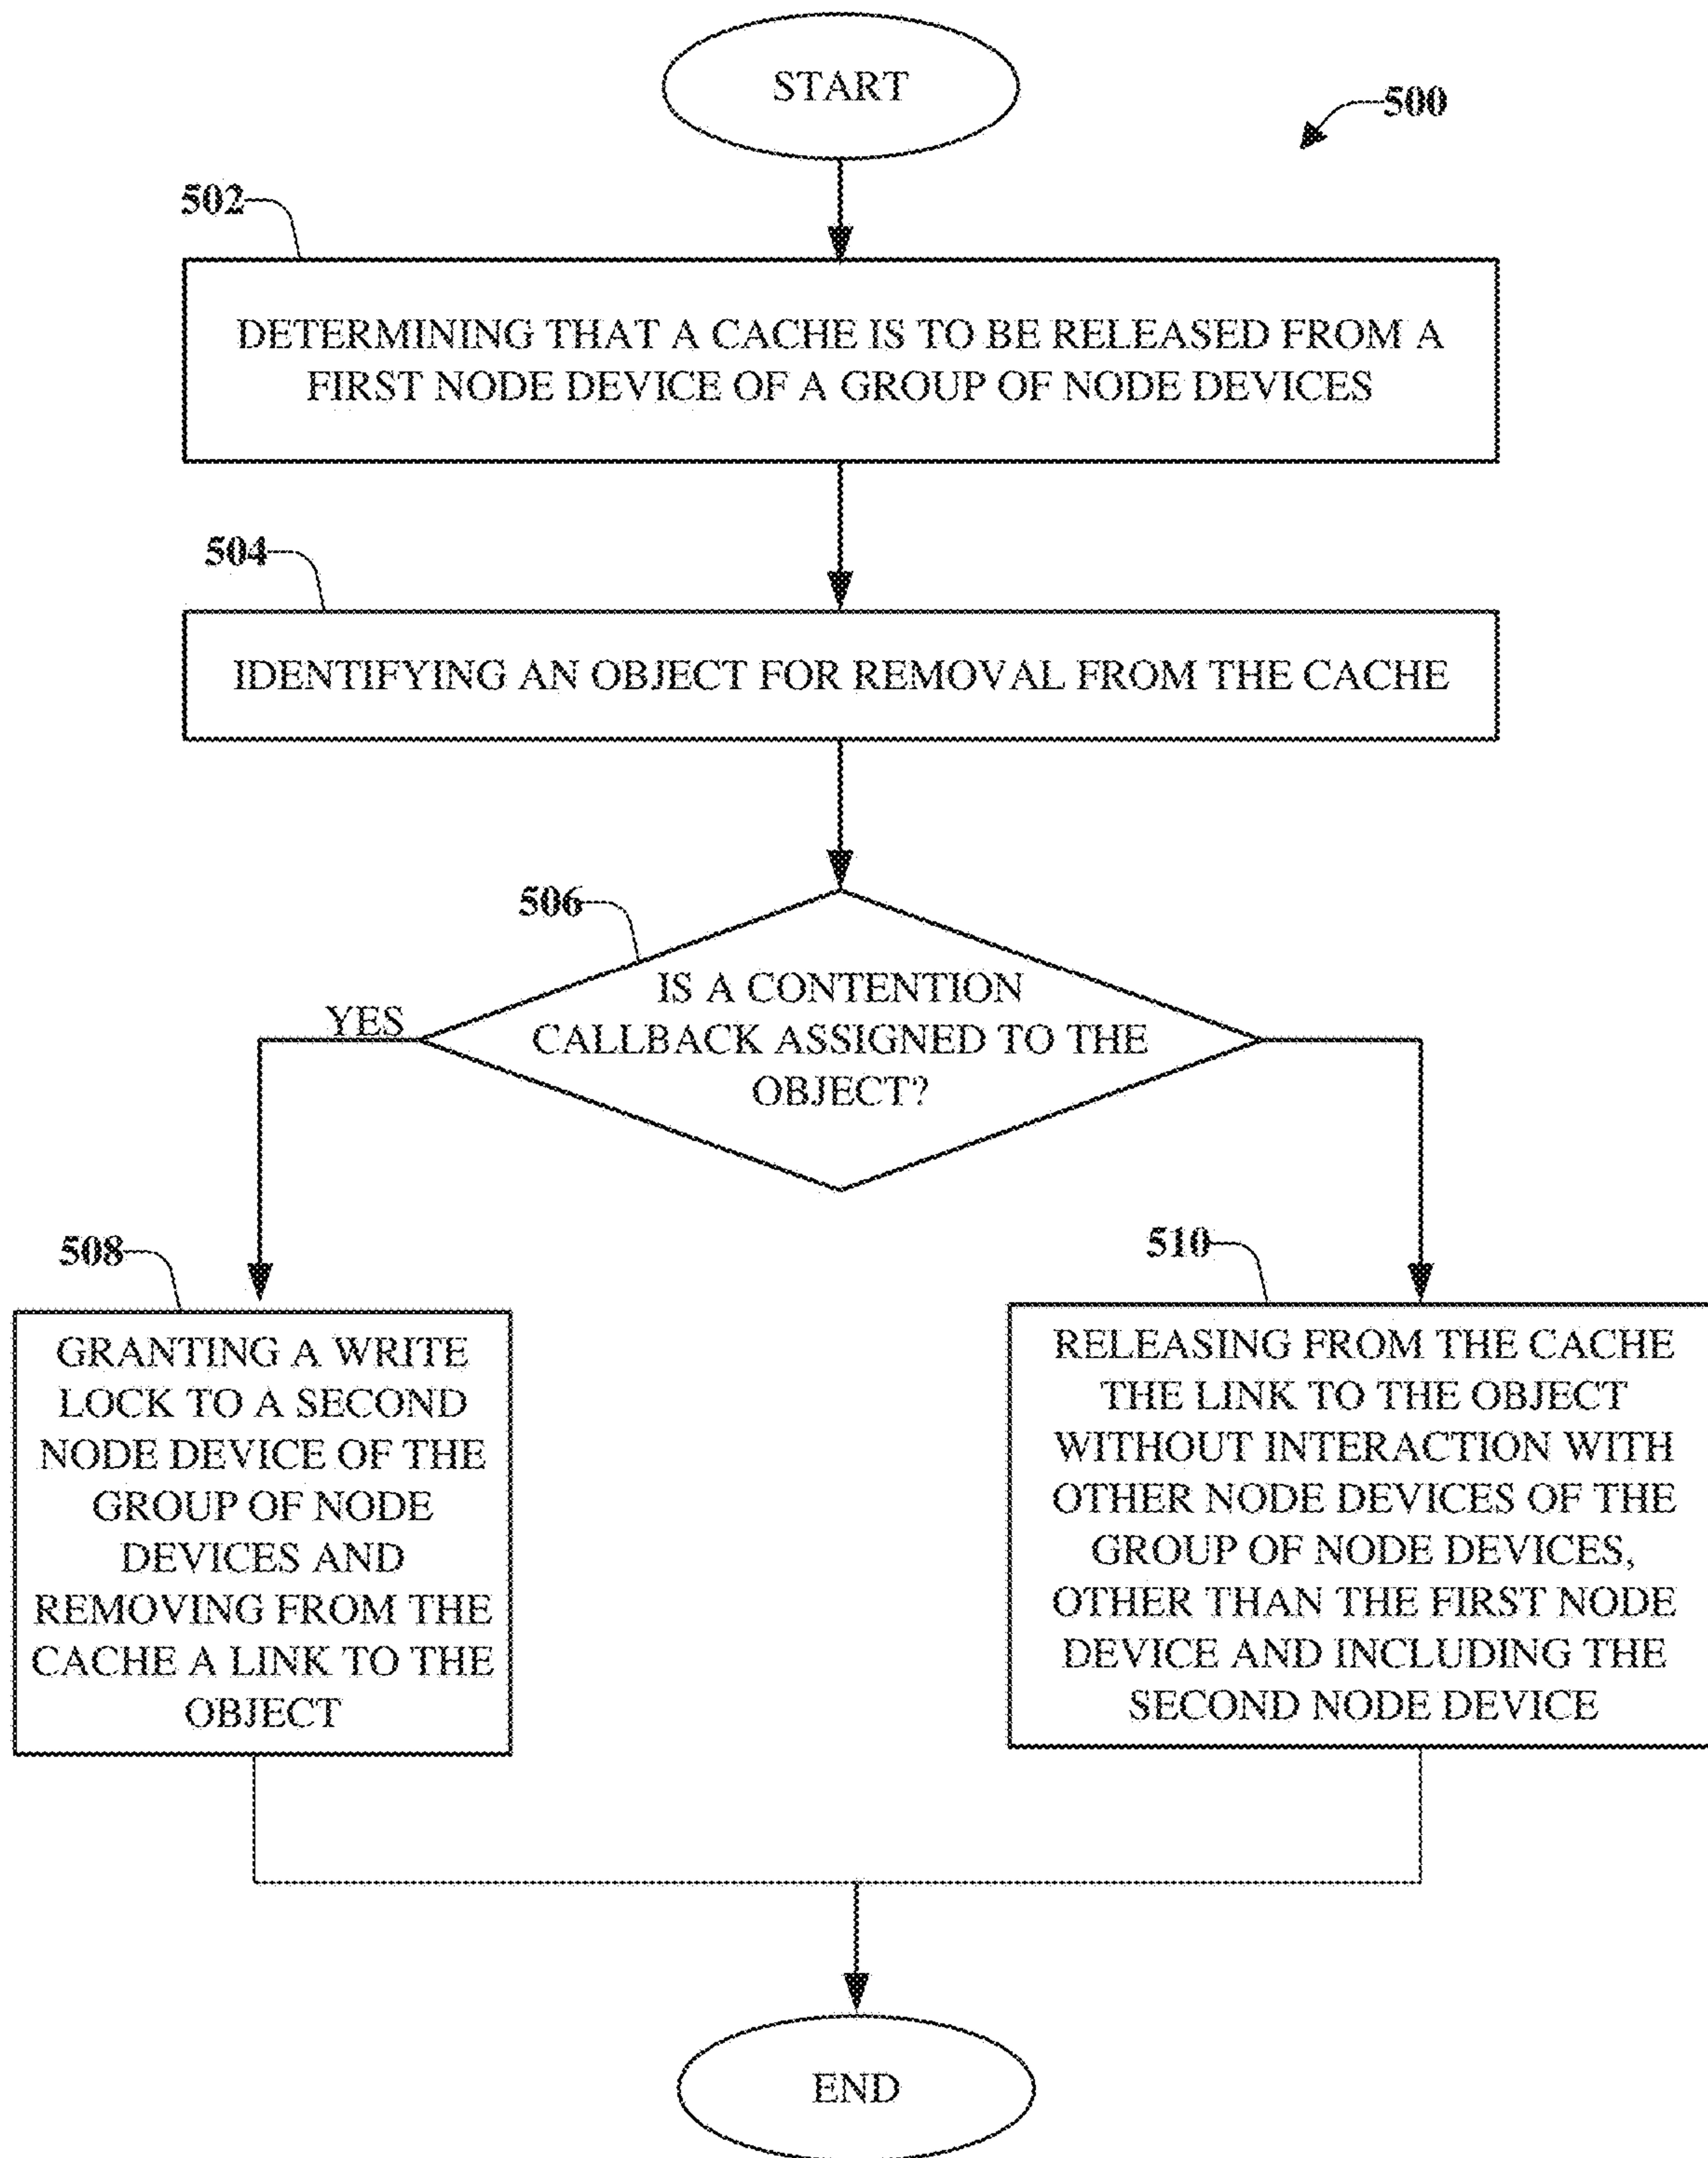 START
500
502
DETERMINING THAT A CACHE IS TO BE RELEASED FROM A
FIRST NODE DEVICE OF A GROUP OF NODE DEVICES
504
IDENTIFYING AN OBJECT FOR REMOVAL FROM THE CACHE
506
IS A CONTENTION
CALLBACK ASSIGNED TO THE
OBJECT?
YES
508
GRANTING A WRITE
LOCK TO A SECOND
NODE DEVICE OF THE
GROUP OF NODE
DEVICES AND
REMOVING FROM THE
CACHE A LINK TO THE
OBJECT
510
RELEASING FROM THE CACHE
THE LINK TO THE OBJECT
WITHOUT INTERACTION WITH
OTHER NODE DEVICES OF THE
GROUP OF NODE DEVICES,
OTHER THAN THE FIRST NODE
DEVICE AND INCLUDING THE
SECOND NODE DEVICE
END